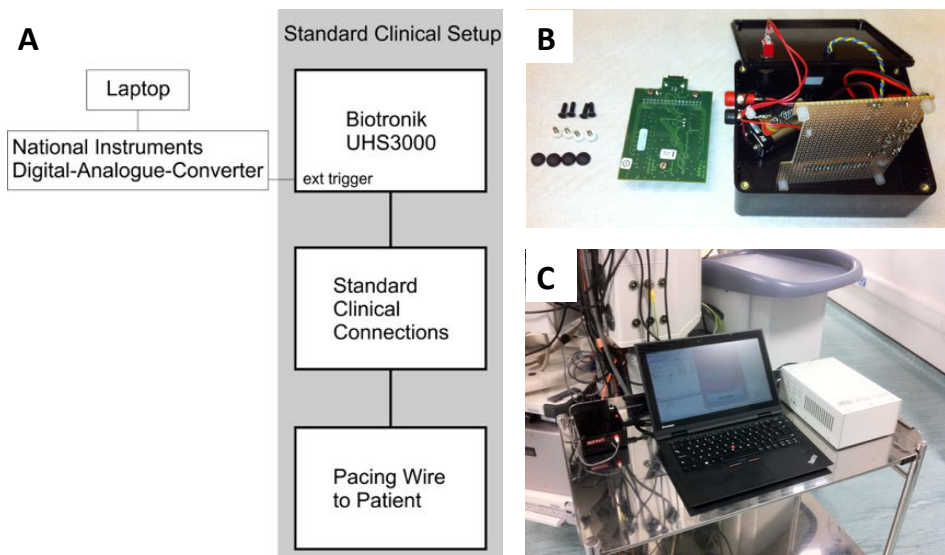 A
Standard Clinical Setup
Laptop
National Instruments
Digital-Analogue-Converter
Biotronik
UHS3000
ext trigger
Standard
Clinical
Connections
Pacing Wire
to Patient
B
C